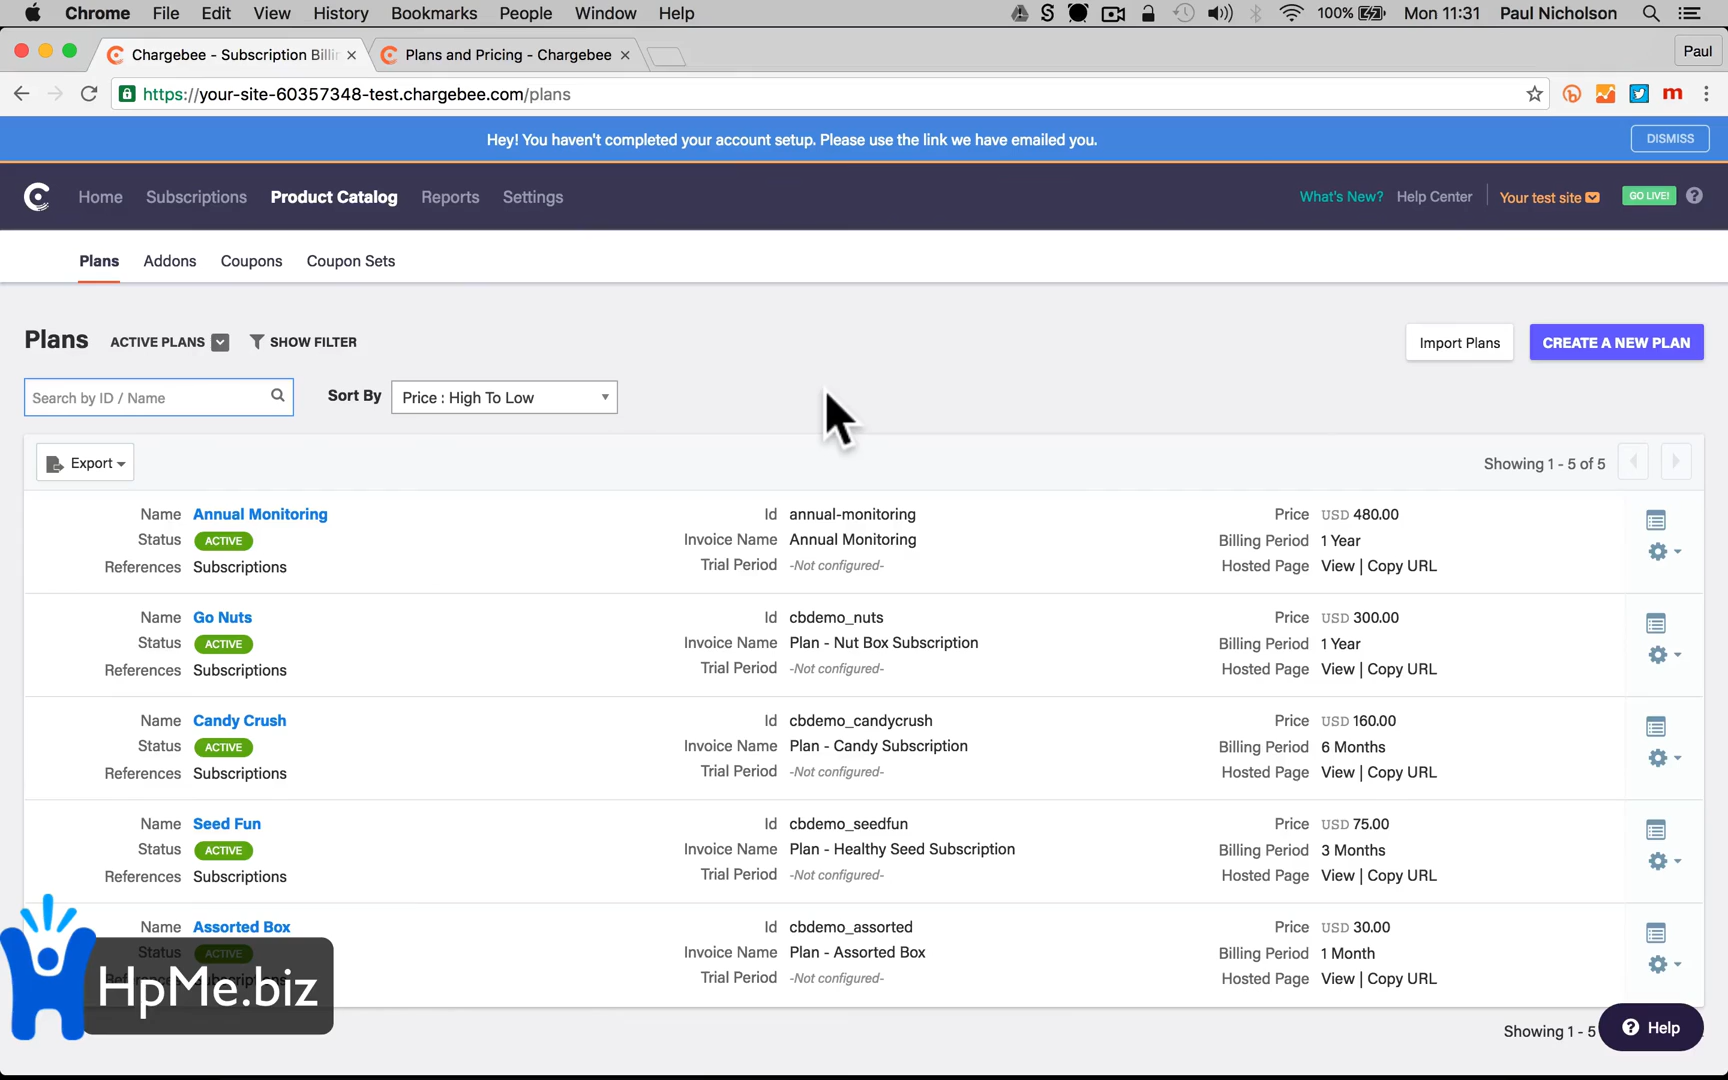 Chrome File Edit View History Bookmarks People Window Help 100% Mon 11:31 Paul Nicholson
Chargebee - Subscription Billi Plans and Pricing - Chargebee Paul
https://your-site-60357348-test.chargebee.com/plans
Hey! You haven't completed your account setup. Please use the link we have emailed you. DISMISS
Home Subscriptions Product Catalog Reports Settings What's New? Help Center Your test site GO LIVE!
Plans Addons Coupons Coupon Sets
Plans ACTIVE PLANS SHOW FILTER Import Plans CREATE A NEW PLAN
Search by ID / Name Sort By Price : High To Low
Export Showing 1 - 5 of 5
Name Annual Monitoring Id annual-monitoring Price USD 480.00
Status ACTIVE Invoice Name Annual Monitoring Billing Period 1 Year
References Subscriptions Trial Period -Not configured- Hosted Page View | Copy URL
Name Go Nuts Id cbdemo_nuts Price USD 300.00
Status ACTIVE Invoice Name Plan - Nut Box Subscription Billing Period 1 Year
References Subscriptions Trial Period -Not configured- Hosted Page View | Copy URL
Name Candy Crush Id cbdemo_candycrush Price USD 160.00
Status ACTIVE Invoice Name Plan - Candy Subscription Billing Period 6 Months
References Subscriptions Trial Period -Not configured- Hosted Page View | Copy URL
Name Seed Fun Id cbdemo_seedfun Price USD 75.00
Status ACTIVE Invoice Name Plan - Healthy Seed Subscription Billing Period 3 Months
References Subscriptions Trial Period -Not configured- Hosted Page View | Copy URL
Name Assorted Box Id cbdemo_assorted Price USD 30.00
Status ACTIVE Invoice Name Plan - Assorted Box Billing Period 1 Month
Trial Period -Not configured- Hosted Page View | Copy URL
HpMe.biz
Showing 1 - 5 Help